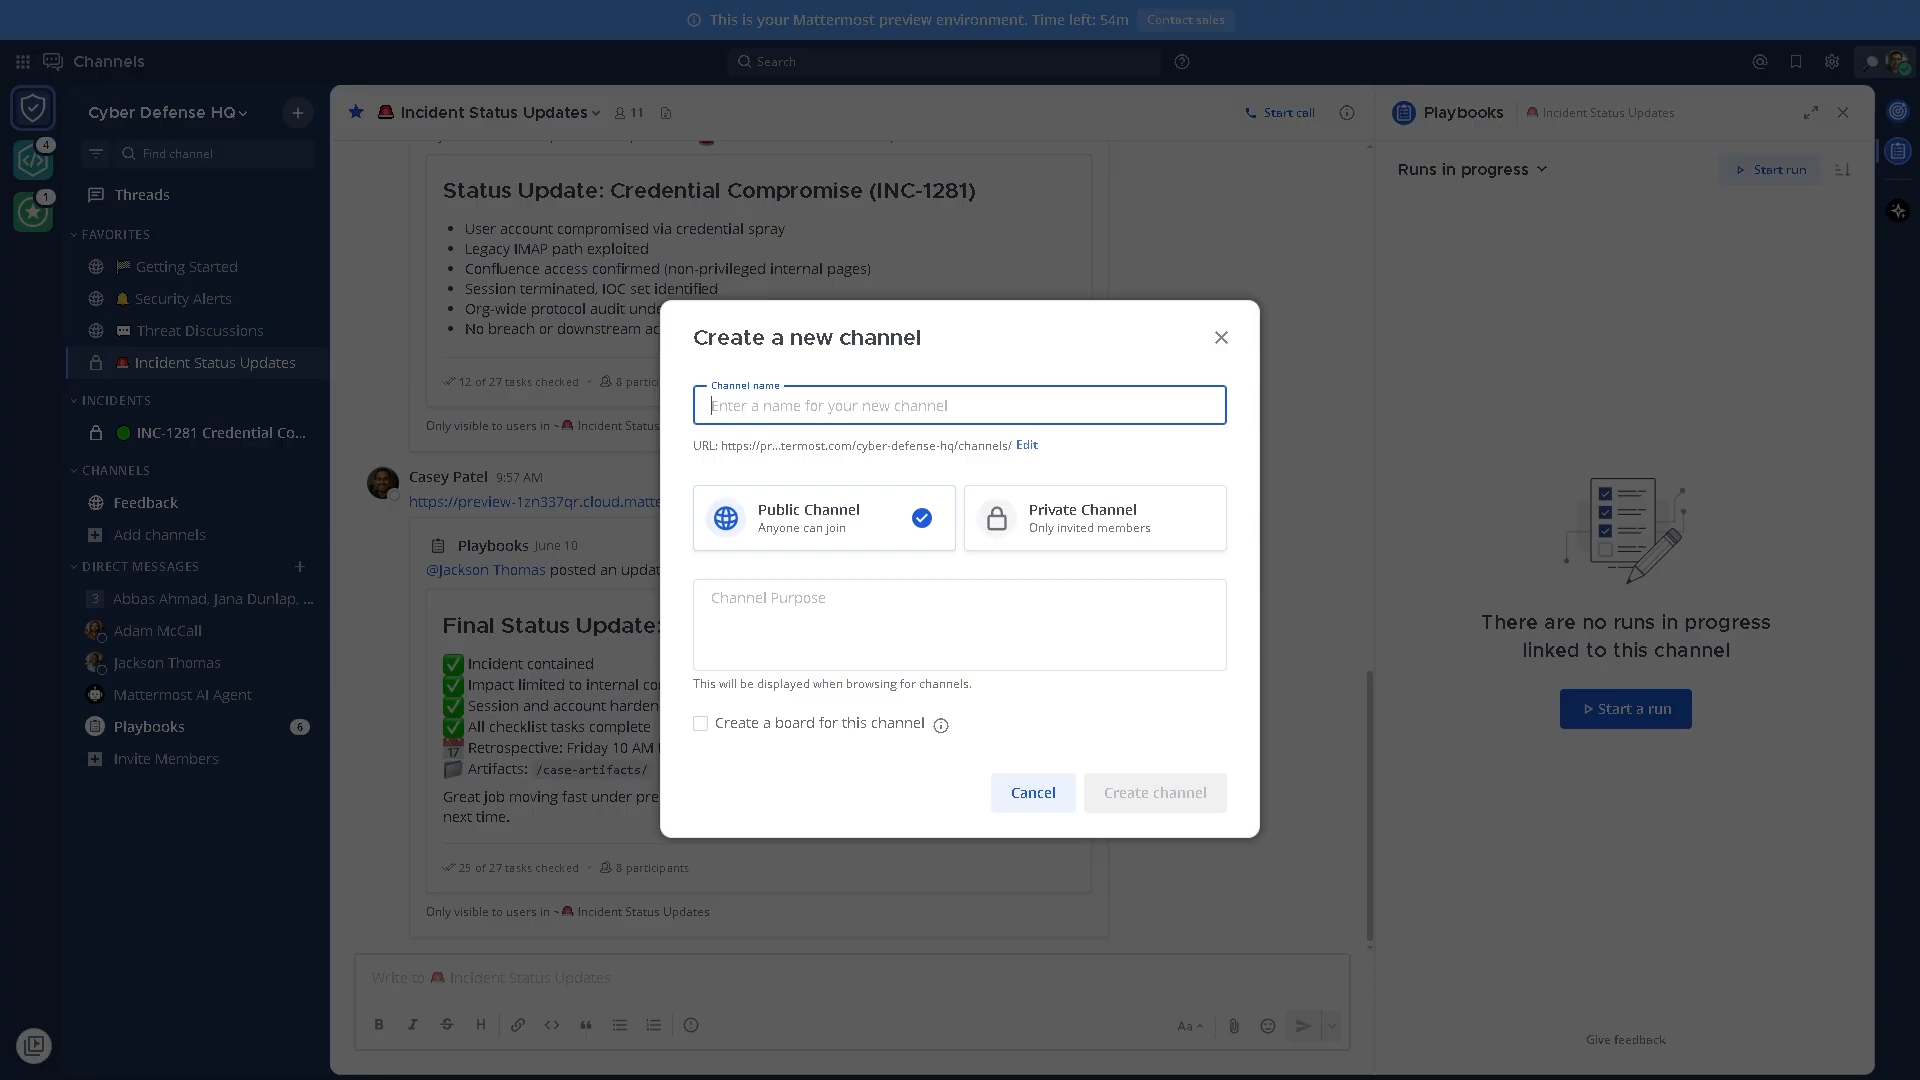 This is your Mattermost preview environment. Time left: 54m
Contact sales
Channels
Search
Cyber Defense HQ
Find channel
4
1
Threads
FAVORITES
Getting Started
Security Alerts
Threat Discussions
Incident Status Updates
INCIDENTS
INC-1281 Credential Co...
CHANNELS
Feedback
Add channels
DIRECT MESSAGES
3 Abbas Ahmad, Jana Dunlap, ...
Adam McCall
Jackson Thomas
Mattermost AI Agent
Playbooks 6
Invite Members
Incident Status Updates
11
Start call
Status Update: Credential Compromise (INC-1281)
User account compromised via credential spray
Legacy IMAP path exploited
Confluence access confirmed (non-privileged internal pages)
Session terminated, IOC set identified
Org-wide protocol audit unde
No breach or downstream ac
12 of 27 tasks checked • 8 partici
Only visible to users in ~ Incident Status
Casey Patel 9:57 AM
https://preview-1zn337qr.cloud.matte
Playbooks June 10
@Jackson Thomas posted an updat
Final Status Update:
Incident contained
Impact limited to internal co
Session and account harden
All checklist tasks complete
17 Retrospective: Friday 10 AM
Artifacts: /case-artifacts/
Great job moving fast under pre
next time.
25 of 27 tasks checked • 8 participants
Only visible to users in ~ Incident Status Updates
Write to Incident Status Updates
B I S H
Aa
Create a new channel
Channel name
Enter a name for your new channel
URL: https://pr...termost.com/cyber-defense-hq/channels/ Edit
Public Channel
Anyone can join
Private Channel
Only invited members
Channel Purpose
This will be displayed when browsing for channels.
Create a board for this channel
Cancel
Create channel
Playbooks
Incident Status Updates
Runs in progress
Start run
There are no runs in progress
linked to this channel
Start a run
Give feedback